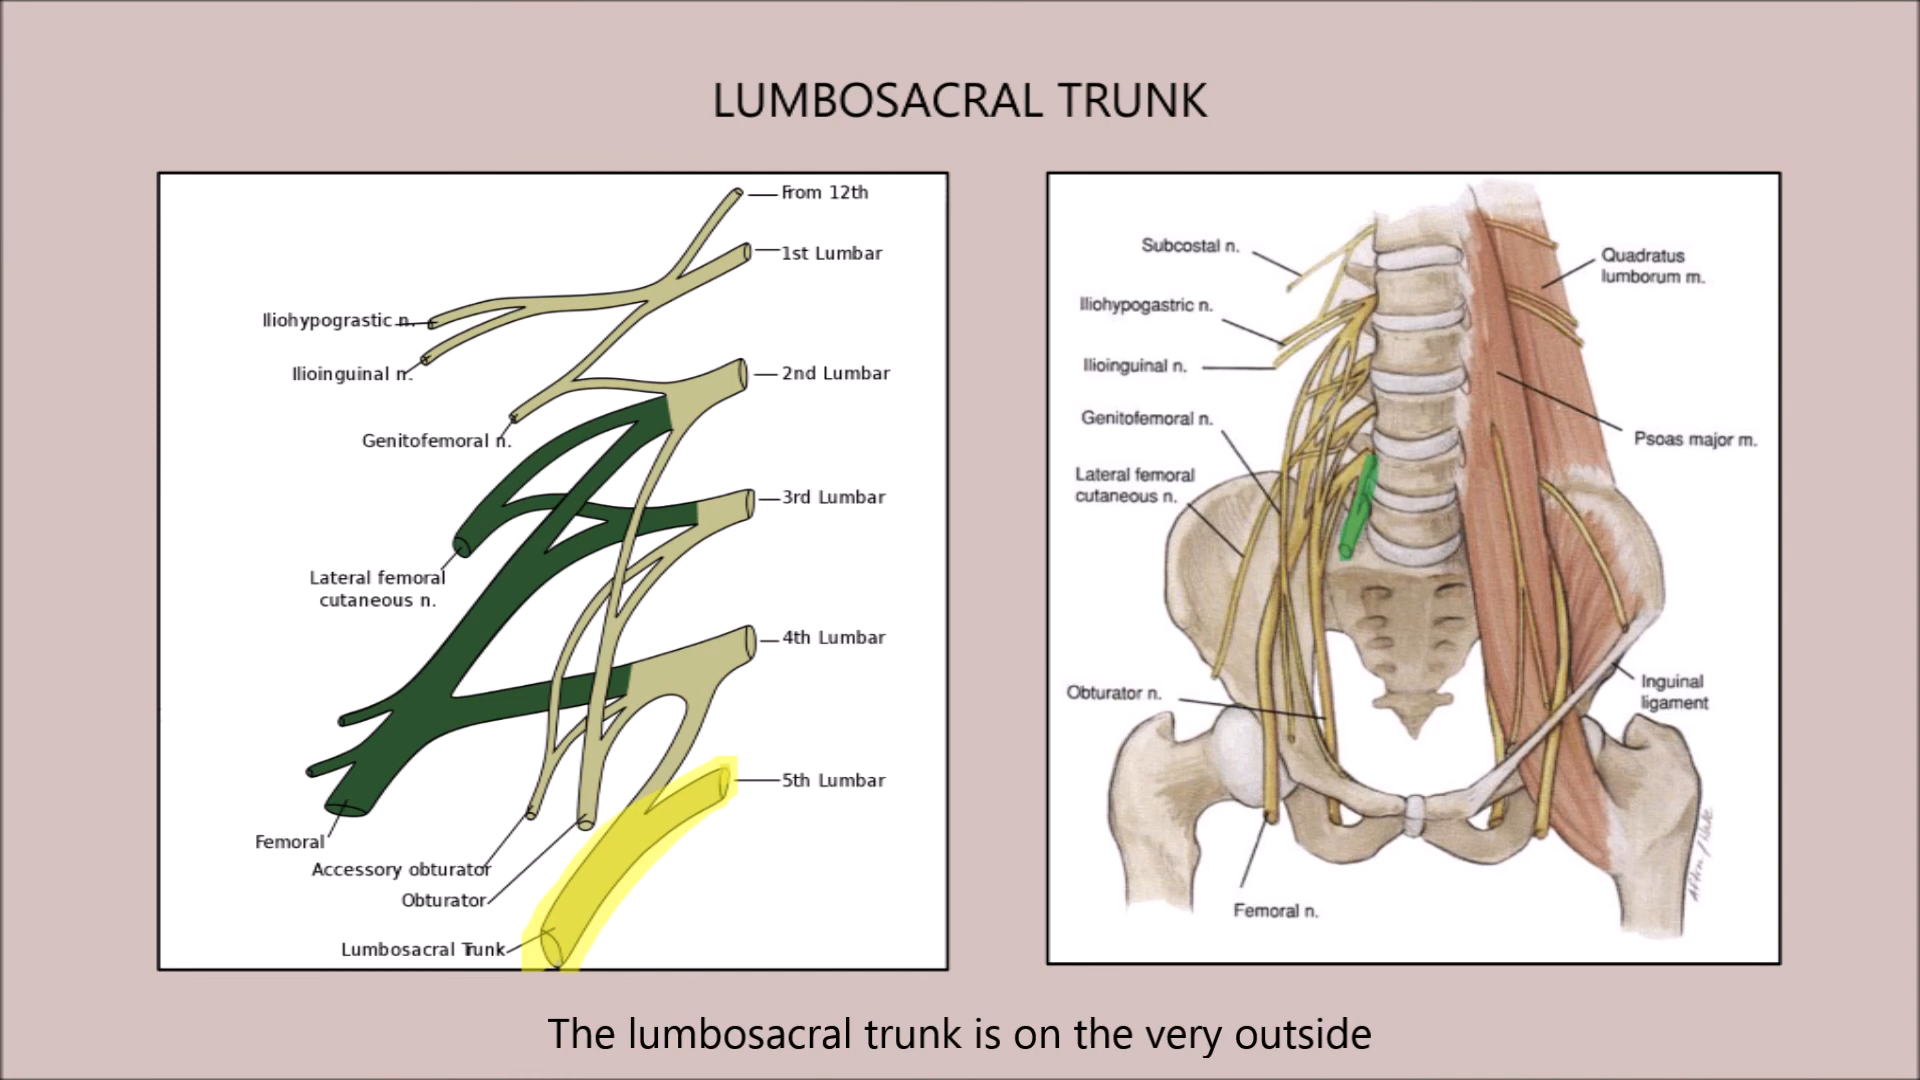 LUMBOSACRAL TRUNK
From 12th
1st Lumbar
Iliohypograstic n.
Ilioinguinal n.
2nd Lumbar
Genitofemoral n.
3rd Lumbar
Lateral femoral
cutaneous n.
4th Lumbar
5th Lumbar
Femoral
Accessory obturator
Obturator
Lumbosacral Trunk
Subcostal n.
Quadratus
lumborum m.
Iliohypogastric n.
Ilioinguinal n.
Genitofemoral n.
Psoas major m.
Lateral femoral
cutaneous n.
Obturator n.
Inguinal
ligament
Femoral n.
The lumbosacral trunk is on the very outside